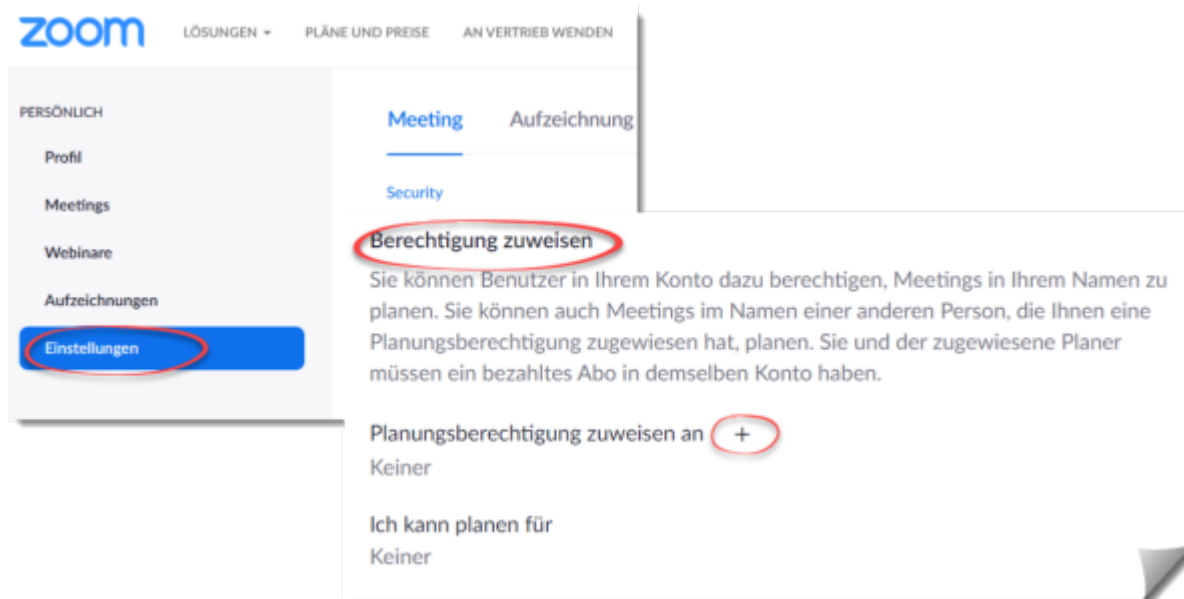 zoom LÖSUNGEN PLÄNE UND PREISE AN VERTRIEB WENDEN
PERSÖNLICH
Profil
Meetings
Webinare
Aufzeichnungen
Einstellungen
Meeting Aufzeichnung
Security
Berechtigung zuweisen
Sie können Benutzer in Ihrem Konto dazu berechtigen, Meetings in Ihrem Namen zu
planen. Sie können auch Meetings im Namen einer anderen Person, die Ihnen eine
Planungsberechtigung zugewiesen hat, planen. Sie und der zugewiesene Planer
müssen ein bezahltes Abo in demselben Konto haben.
Planungsberechtigung zuweisen an +
Keiner
Ich kann planen für
Keiner